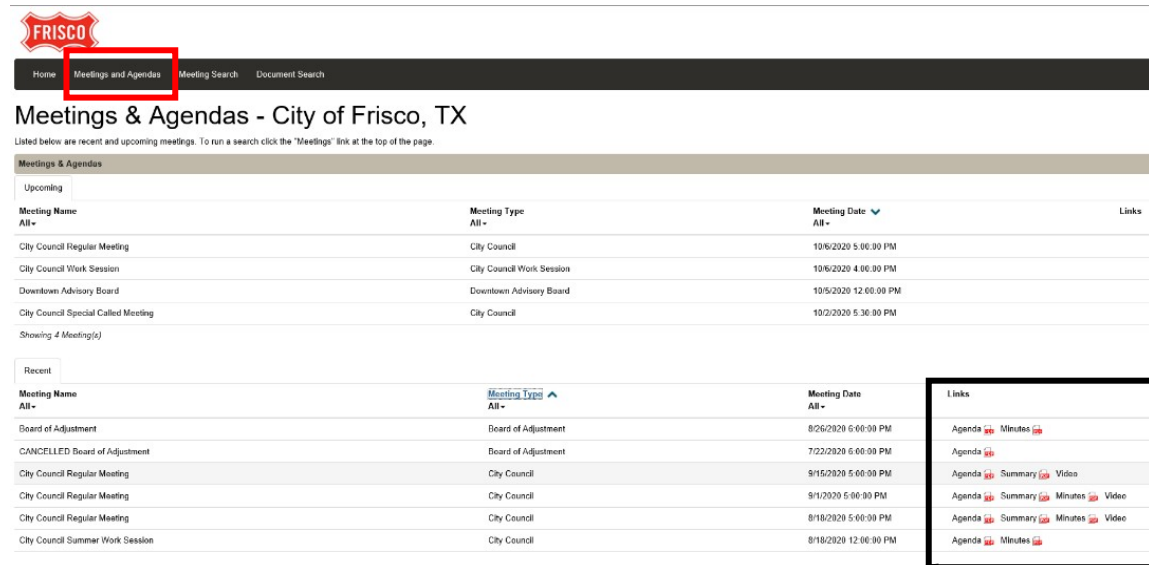 FRISCO
Home Meetings and Agendas Meeting Search Document Search
Meetings & Agendas - City of Frisco, TX
Listed below are recent and upcoming meetings. To run a search click the "Meetings" link at the top of the page.
Meetings & Agendas
Upcoming
Meeting Name Meeting Type Meeting Date Links
All All All
City Council Regular Meeting City Council 10/6/2020 5:00:00 PM
City Council Work Session City Council Work Session 10/6/2020 4:00:00 PM
Downtown Advisory Board Downtown Advisory Board 10/5/2020 12:00:00 PM
City Council Special Called Meeting City Council 10/2/2020 5:30:00 PM
Showing 4 Meeting(s)
Recent
Meeting Name Meeting Type Meeting Date Links
All All All
Board of Adjustment Board of Adjustment 8/26/2020 6:00:00 PM Agenda Minutes
CANCELLED Board of Adjustment Board of Adjustment 7/22/2020 6:00:00 PM Agenda
City Council Regular Meeting City Council 9/15/2020 5:00:00 PM Agenda Summary Video
City Council Regular Meeting City Council 9/1/2020 5:00:00 PM Agenda Summary Minutes Video
City Council Regular Meeting City Council 8/18/2020 5:00:00 PM Agenda Summary Minutes Video
City Council Summer Work Session City Council 8/18/2020 12:00:00 PM Agenda Minutes